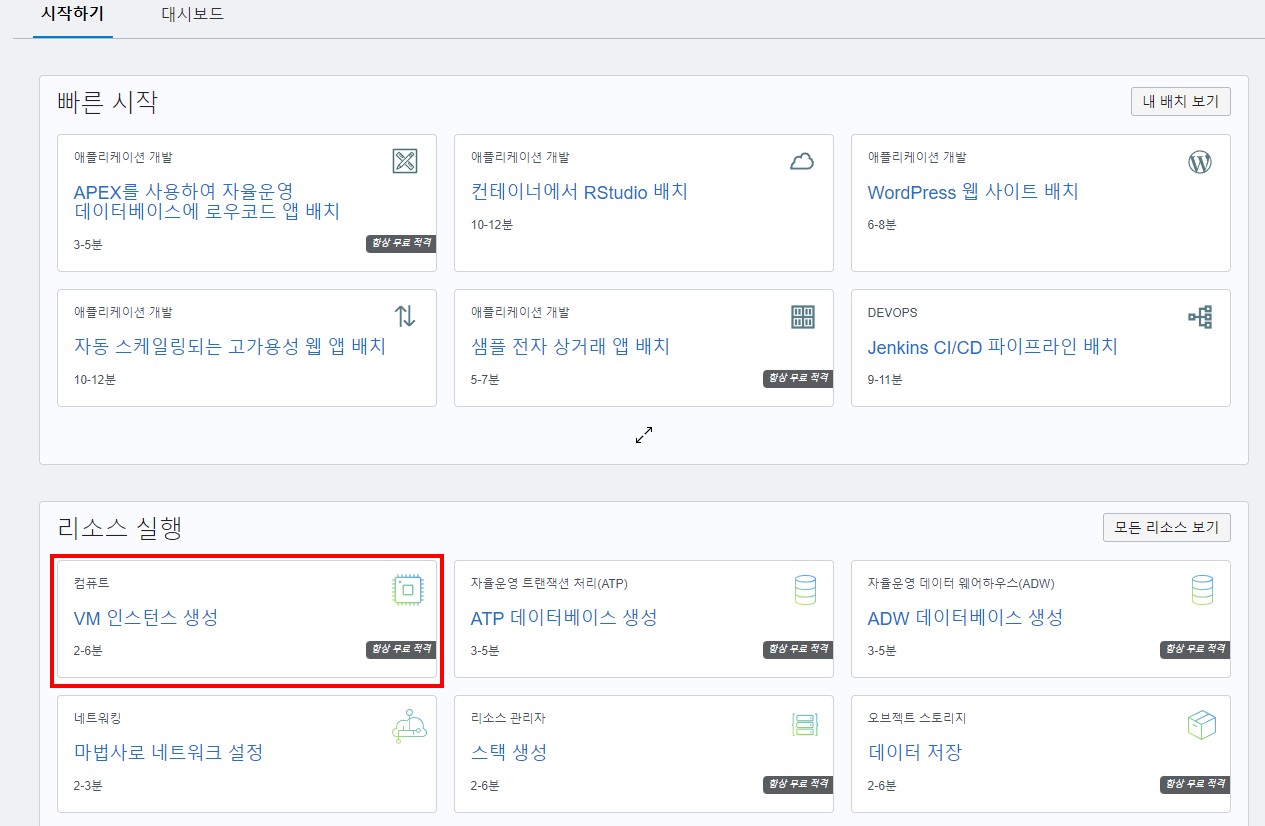 시작하기
대시보드
빠른 시작
내 배치 보기
애플리케이션 개발
APEX를 사용하여 자율운영
데이터베이스에 로우코드 앱 배치
3-5분
항상 무료 적격
애플리케이션 개발
컨테이너에서 RStudio 배치
10-12분
애플리케이션 개발
WordPress 웹 사이트 배치
6-8분
애플리케이션 개발
자동 스케일링되는 고가용성 웹 앱 배치
10-12분
애플리케이션 개발
샘플 전자 상거래 앱 배치
5-7분
항상 무료 적격
DEVOPS
Jenkins CI/CD 파이프라인 배치
9-11분
리소스 실행
모든 리소스 보기
컴퓨트
VM 인스턴스 생성
2-6분
항상 무료 적격
자율운영 트랜잭션 처리(ATP)
ATP 데이터베이스 생성
3-5분
항상 무료 적격
자율운영 데이터 웨어하우스(ADW)
ADW 데이터베이스 생성
3-5분
항상 무료 적격
네트워킹
마법사로 네트워크 설정
2-3분
리소스 관리자
스택 생성
2-6분
항상 무료 적격
오브젝트 스토리지
데이터 저장
2-6분
항상 무료 적격